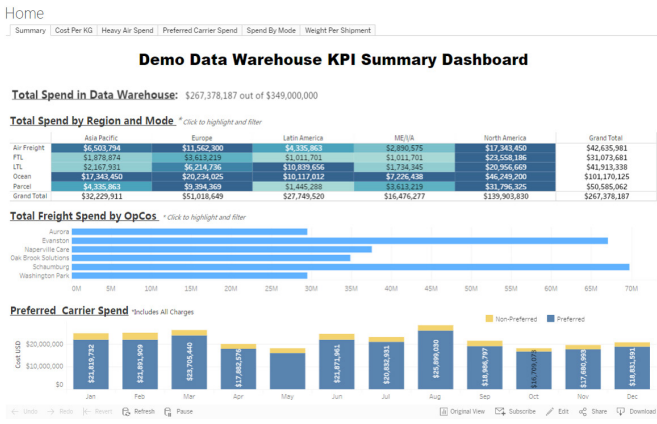 Home
Summary Cost Per KG Heavy Air Spend Preferred Carrier Spend Spend By Mode Weight Per Shipment
Demo Data Warehouse KPI Summary Dashboard
Total Spend in Data Warehouse: $267,378,187 out of $349,000,000
Total Spend by Region and Mode * Click to highlight and filter
Asia Pacific Europe Latin America ME/I/A North America Grand Total
Air Freight $6,503,794 $11,562,300 $4,335,863 $2,890,575 $17,343,450 $42,635,981
FTL $1,878,874 $3,613,219 $1,011,701 $1,011,701 $23,558,186 $31,073,681
LTL $2,167,931 $6,214,736 $10,839,656 $1,734,345 $20,956,669 $41,913,338
Ocean $17,343,450 $20,234,025 $10,117,012 $7,226,438 $46,249,200 $101,170,125
Parcel $4,335,863 $9,394,369 $1,445,288 $3,613,219 $31,796,325 $50,585,062
Grand Total $32,229,911 $51,018,649 $27,749,520 $16,476,277 $139,903,830 $267,378,187
Total Freight Spend by OpCos * Click to highlight and filter
Aurora
Evanston
Naperville Care
Oak Brook Solutions
Schaumburg
Washington Park
0M 5M 10M 15M 20M 25M 30M 35M 40M 45M 50M 55M 60M 65M 70M
Preferred Carrier Spend *Includes All Charges
Non-Preferred Preferred
Cost USD
$20,000,000
$10,000,000
$0
$21,819,732 $21,891,909 $23,705,440 $17,862,576 $21,871,961 $20,832,931 $25,899,030 $18,986,797 $16,709,073 $17,680,993 $18,831,591
Jan Feb Mar Apr May Jun Jul Aug Sep Oct Nov Dec
Undo Redo Revert Refresh Pause Original View Subscribe Edit Share Download